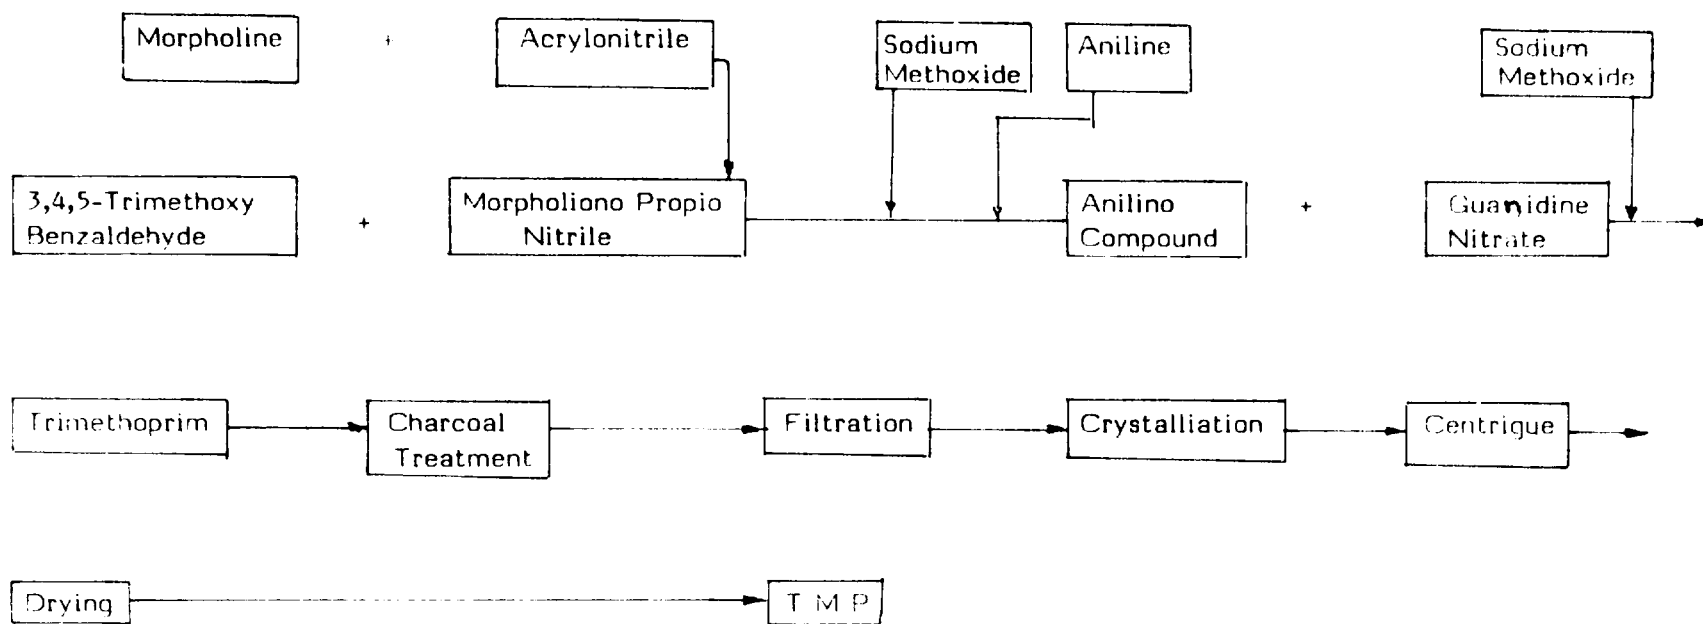 Morpholine + Acrylonitrile
Sodium
Methoxide
Aniline
Sodium
Methoxide
3,4,5-Trimethoxy
Benzaldehyde
+
Morpholiono Propio
Nitrile
Anilino
Compound
+
Guanidine
Nitrate
Trimethoprim
Charcoal
Treatment
Filtration
Crystalliation
Centrigue
Drying
T M P